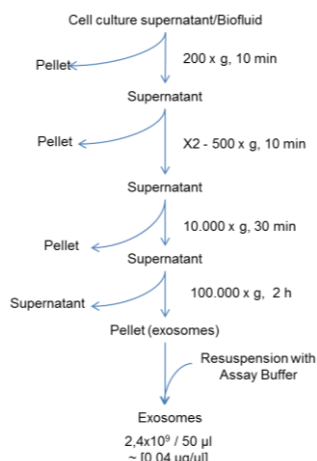 Cell culture supernatant/Biofluid
200 x g, 10 min
Pellet
Supernatant
X2 - 500 x g, 10 min
Pellet
Supernatant
10.000 x g, 30 min
Pellet
Supernatant
100.000 x g, 2 h
Supernatant
Pellet (exosomes)
Resuspension with
Assay Buffer
Exosomes
2,4x10⁹ / 50 µl
~ [0,04 µg/µl]